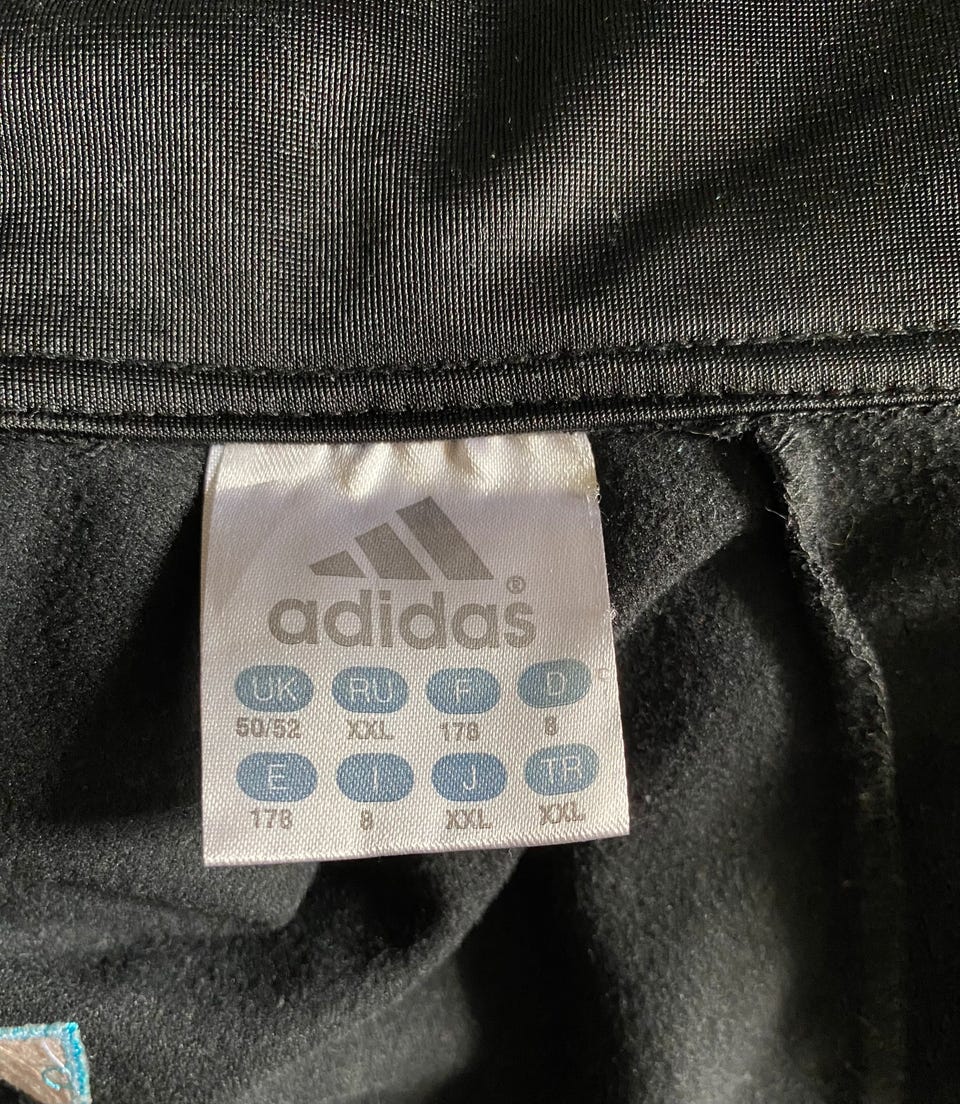 adidas®
UK RU F D
50/52 XXL 178 8
E I J TR
178 8 XXL XXL